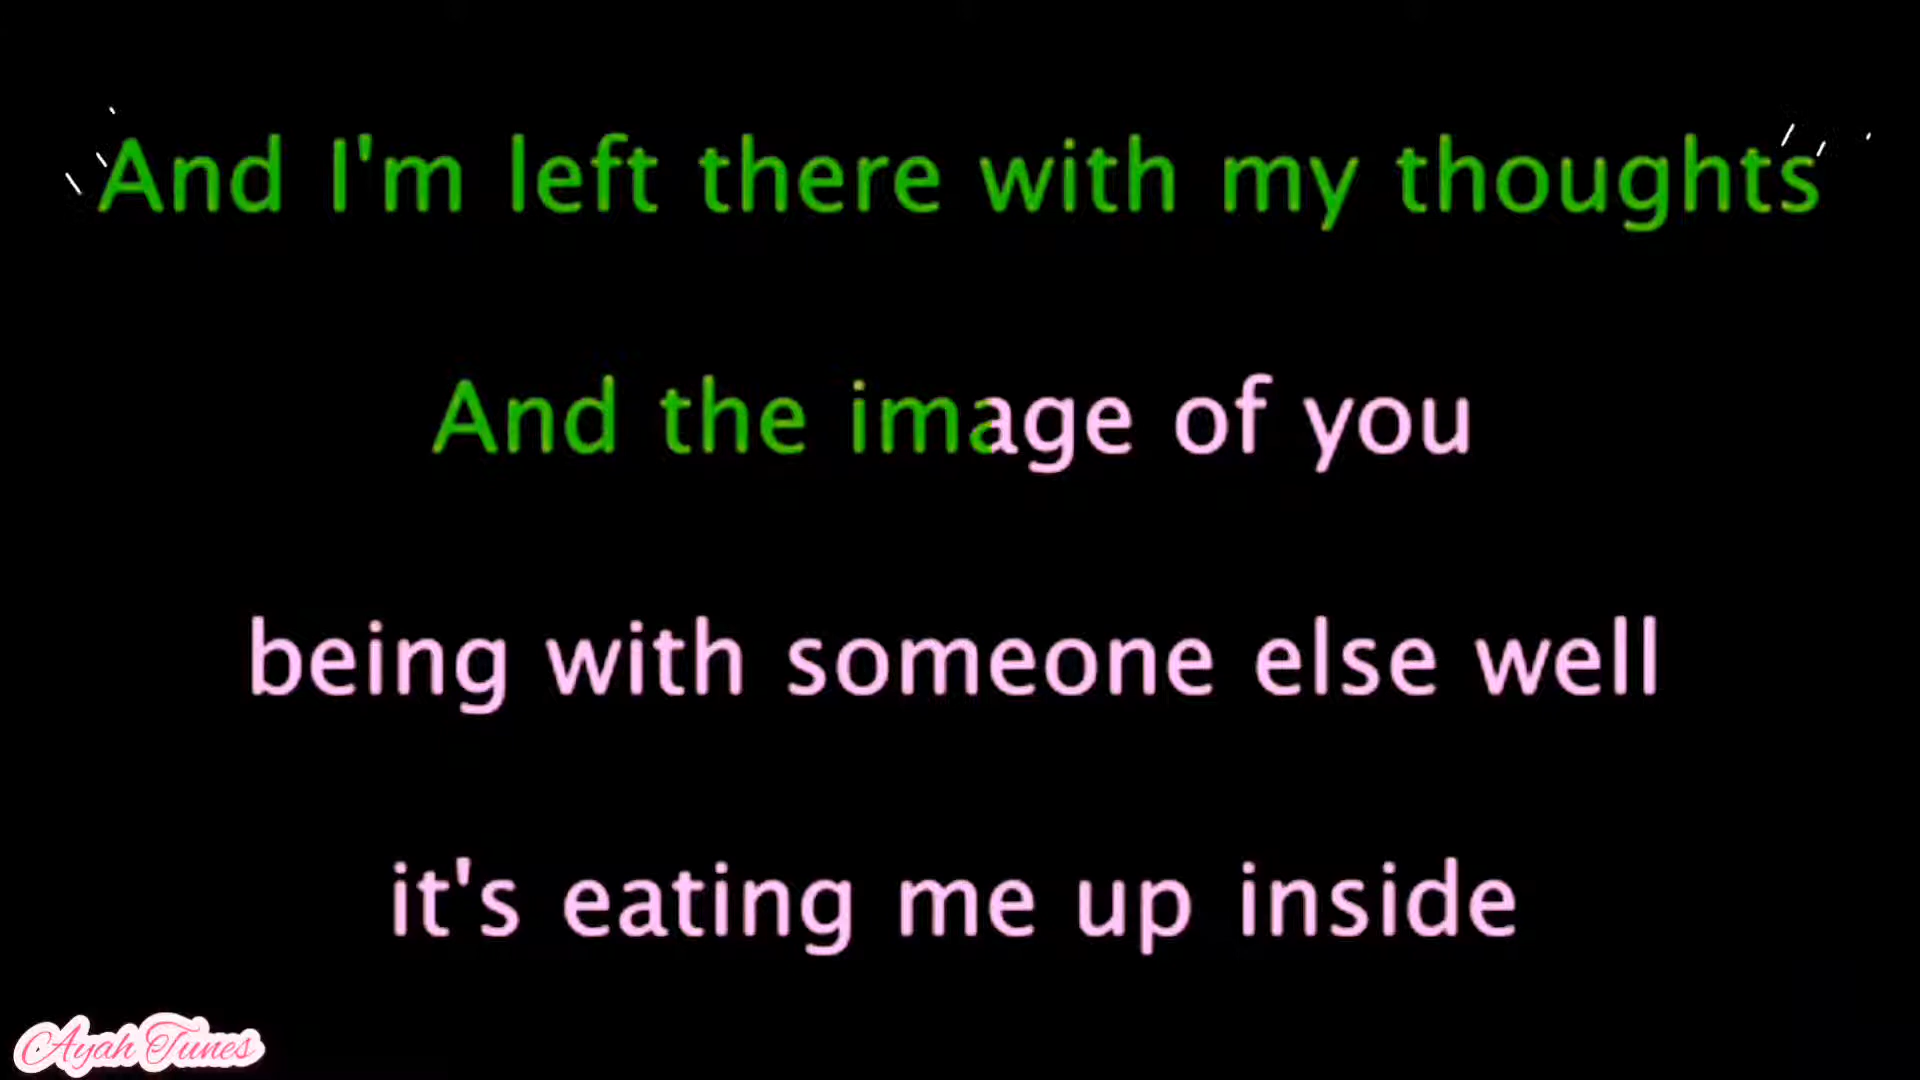 And I'm left there with my thoughts
And the image of you
being with someone else well
it's eating me up inside
Ayah Tunes